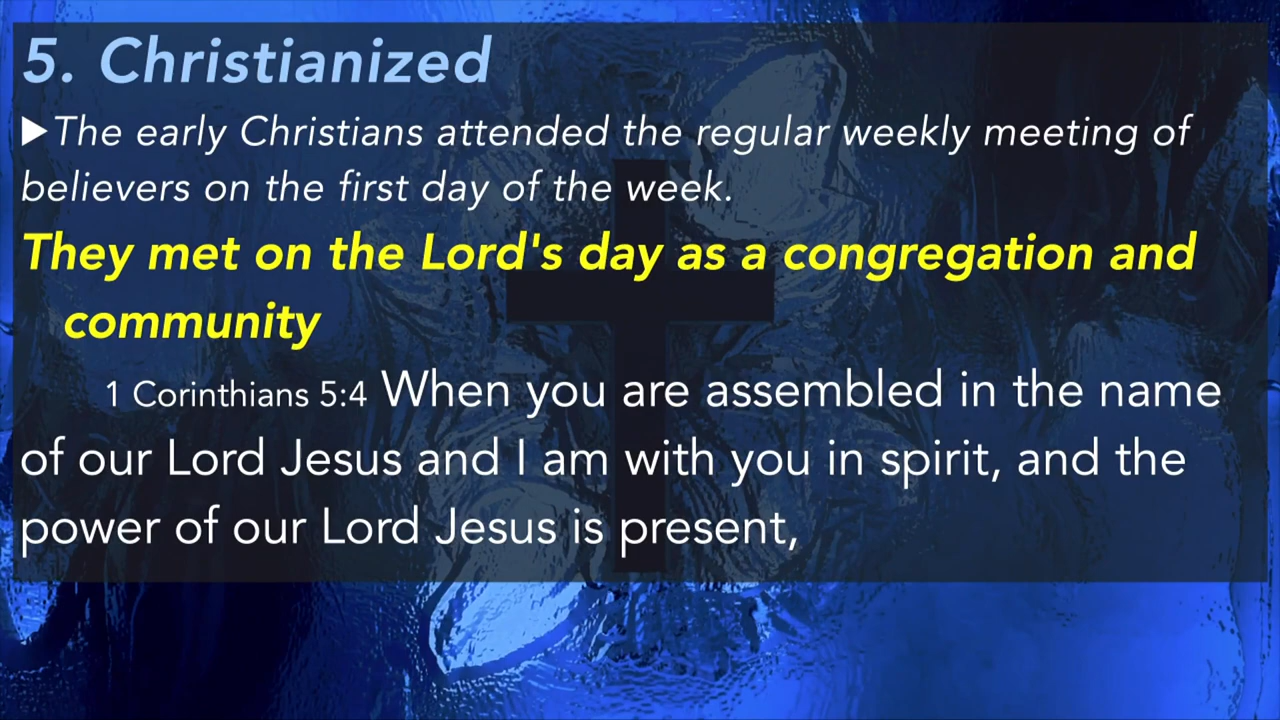 5. Christianized
▶The early Christians attended the regular weekly meeting of
believers on the first day of the week.
They met on the Lord's day as a congregation and
community
1 Corinthians 5:4 When you are assembled in the name
of our Lord Jesus and I am with you in spirit, and the
power of our Lord Jesus is present,